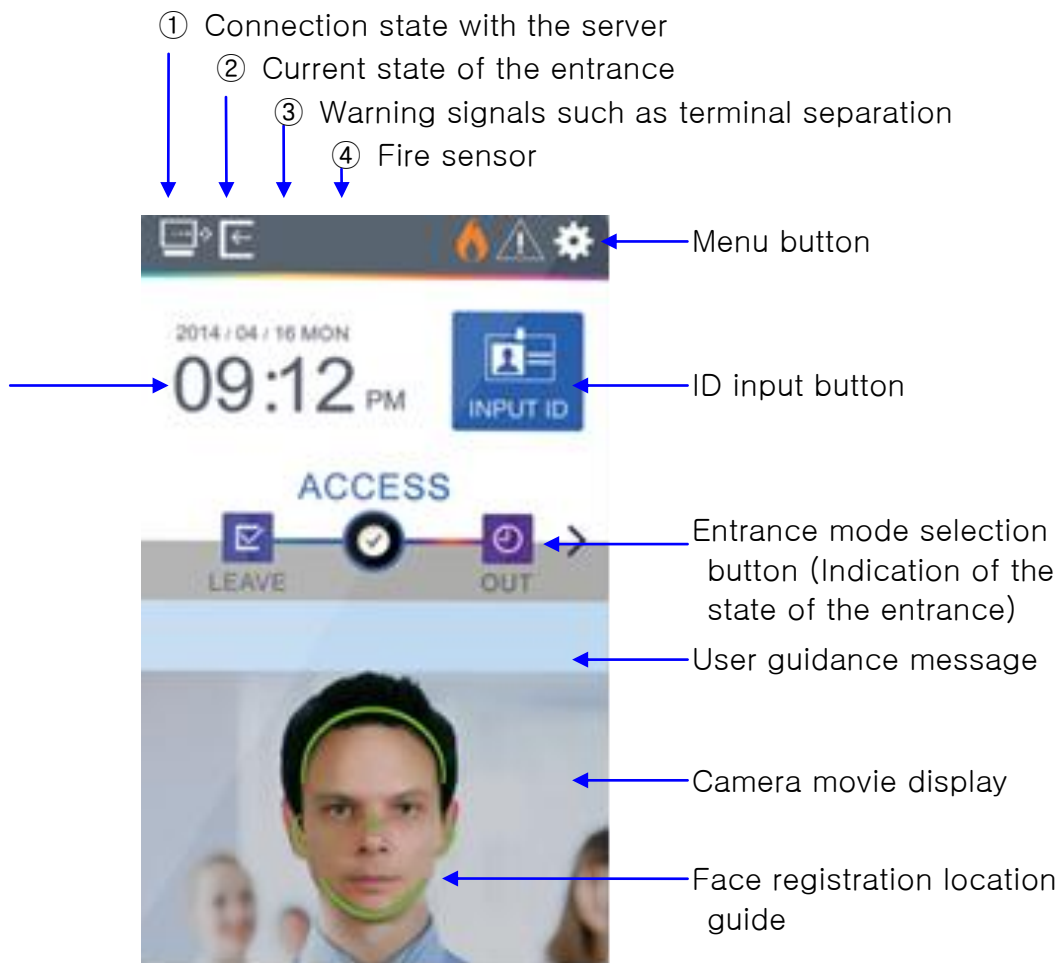 ① Connection state with the server
② Current state of the entrance
③ Warning signals such as terminal separation
④ Fire sensor
Menu button
2014 / 04 / 16 MON
09:12 PM
INPUT ID
ID input button
ACCESS
LEAVE
OUT
Entrance mode selection
button (Indication of the
state of the entrance)
User guidance message
Camera movie display
Face registration location
guide